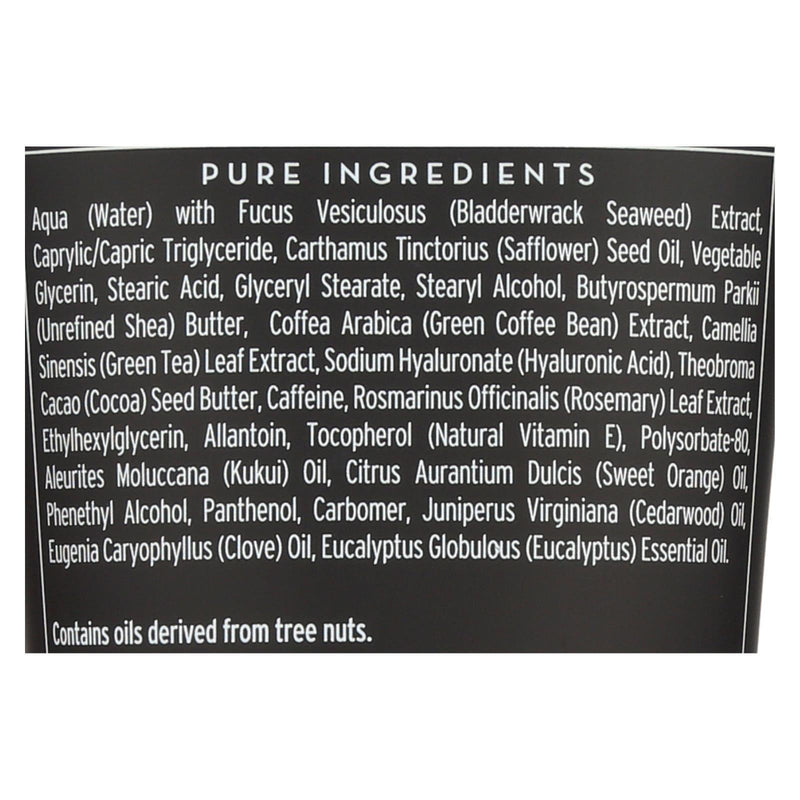 PURE INGREDIENTS
Aqua (Water) with Fucus Vesiculosus (Bladderwrack Seaweed) Extract,
Caprylic/Capric Triglyceride, Carthamus Tinctorius (Safflower) Seed Oil, Vegetable
Glycerin, Stearic Acid, Glyceryl Stearate, Stearyl Alcohol, Butyrospermum Parkii
(Unrefined Shea) Butter, Coffea Arabica (Green Coffee Bean) Extract, Camellia
Sinensis (Green Tea) Leaf Extract, Sodium Hyaluronate (Hyaluronic Acid), Theobroma
Cacao (Cocoa) Seed Butter, Caffeine, Rosmarinus Officinalis (Rosemary) Leaf Extract,
Ethylhexylglycerin, Allantoin, Tocopherol (Natural Vitamin E), Polysorbate-80,
Aleurites Moluccana (Kukui) Oil, Citrus Aurantium Dulcis (Sweet Orange) Oil,
Phenethyl Alcohol, Panthenol, Carbomer, Juniperus Virginiana (Cedarwood) Oil,
Eugenia Caryophyllus (Clove) Oil, Eucalyptus Globulous (Eucalyptus) Essential Oil.
Contains oils derived from tree nuts.